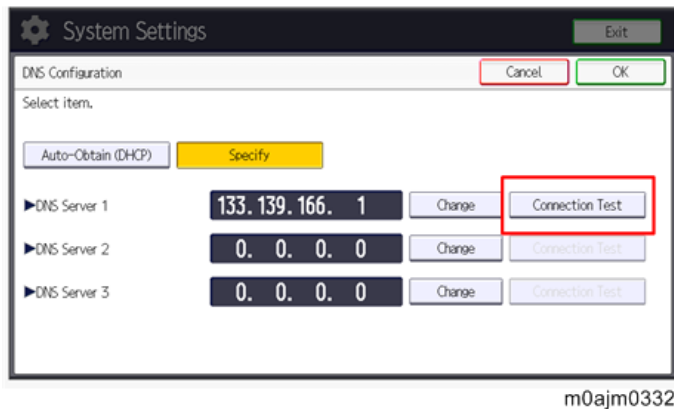 System Settings Exit
DNS Configuration Cancel OK
Select item.
Auto-Obtain (DHCP) Specify
►DNS Server 1 133.139.166. 1 Change Connection Test
►DNS Server 2 0. 0. 0. 0 Change Connection Test
►DNS Server 3 0. 0. 0. 0 Change Connection Test
m0ajm0332